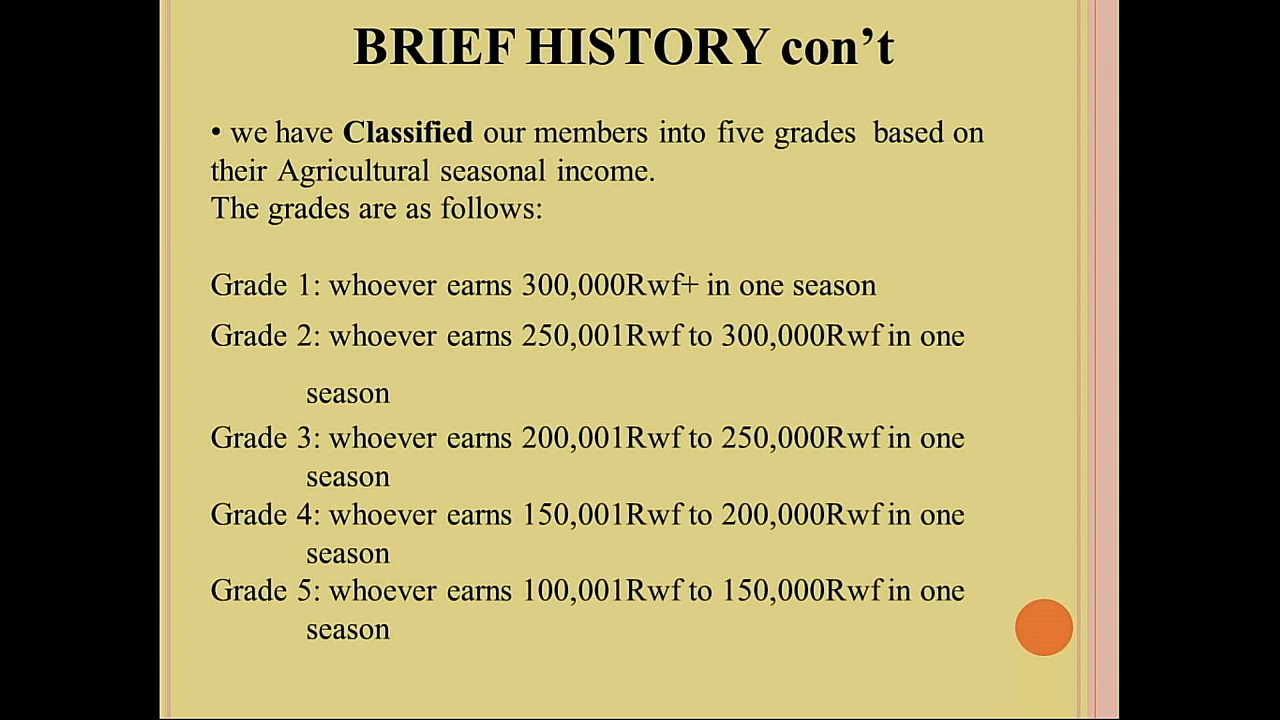 BRIEF HISTORY con’t
• we have Classified our members into five grades based on
their Agricultural seasonal income.
The grades are as follows:
Grade 1: whoever earns 300,000Rwf+ in one season
Grade 2: whoever earns 250,001Rwf to 300,000Rwf in one
season
Grade 3: whoever earns 200,001Rwf to 250,000Rwf in one
season
Grade 4: whoever earns 150,001Rwf to 200,000Rwf in one
season
Grade 5: whoever earns 100,001Rwf to 150,000Rwf in one
season